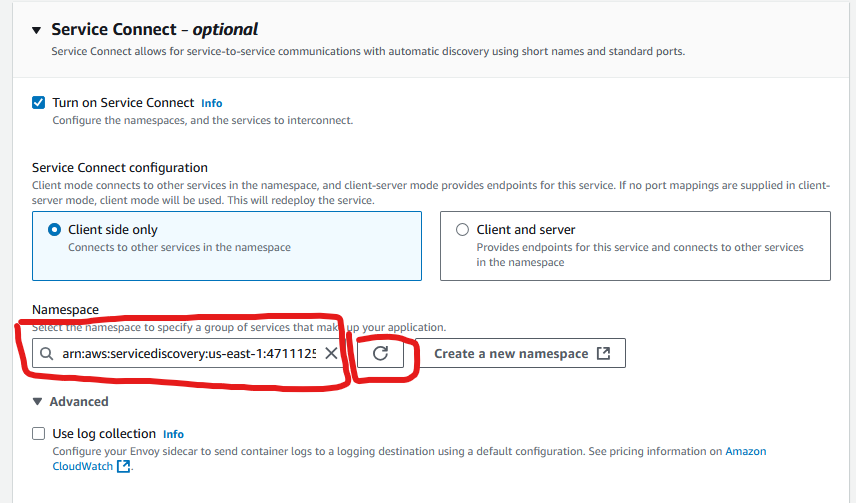 Service Connect - optional
Service Connect allows for service-to-service communications with automatic discovery using short names and standard ports.
Turn on Service Connect Info
Configure the namespaces, and the services to interconnect.
Service Connect configuration
Client mode connects to other services in the namespace, and client-server mode provides endpoints for this service. If no port mappings are supplied in client-
server mode, client mode will be used. This will redeploy the service.
Client side only
Connects to other services in the namespace
Client and server
Provides endpoints for this service and connects to other services
in the namespace
Namespace
Select the namespace to specify a group of services that make up your application.
arn:aws:servicediscovery:us-east-1:4711125
Create a new namespace
Advanced
Use log collection Info
Configure your Envoy sidecar to send container logs to a logging destination using a default configuration. See pricing information on Amazon
CloudWatch.